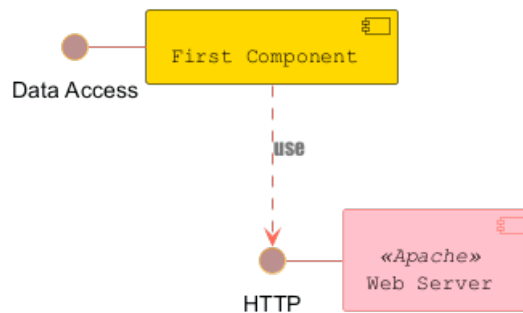 First Component
Data Access
use
«Apache»
Web Server
HTTP